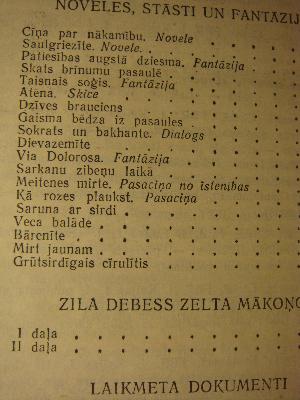 NOVELES, STĀSTI UN FANTĀZIJ
Cīņa par nākamību. Novele
Saulgriezīte. Novele
Patiesības augstā dziesma. Fantāzija
Skats brīnumu pasaulē
Taisnais soģis. Fantāzija
Atēna. Skice
Dzīves brauciens
Gaisma bēdza iz pasaules
Sokrats un bakhante. Dialogs
Dievazemīte
Via Dolorosa. Fantāzija
Sarkanu zibeņu laikā
Meitenes mirte. Pasaciņa no īstenības
Kā rozes plaukst. Pasaciņa
Saruna ar sirdi
Veca balāde
Bārenīte
Mirt jaunam
Grūtsirdīgais cīrulītis
ZILA DEBESS ZELTA MĀKOŅO
I daļa
II daļa
LAIKMETA DOKUMENTI